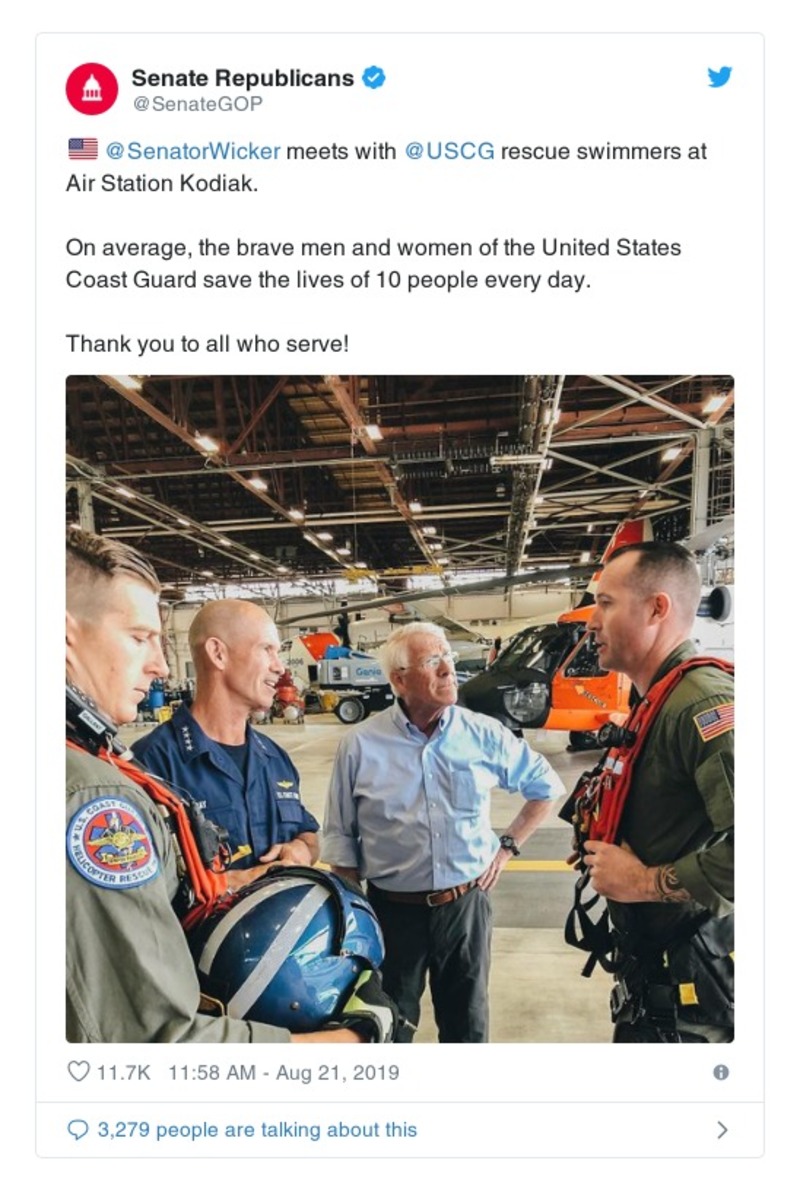 Senate Republicans
@SenateGOP
🇺🇸 @SenatorWicker meets with @USCG rescue swimmers at
Air Station Kodiak.
On average, the brave men and women of the United States
Coast Guard save the lives of 10 people every day.
Thank you to all who serve!
Genie
U.S. COAST GUARD
HELICOPTER RESCUE
11.7K 11:58 AM - Aug 21, 2019
3,279 people are talking about this